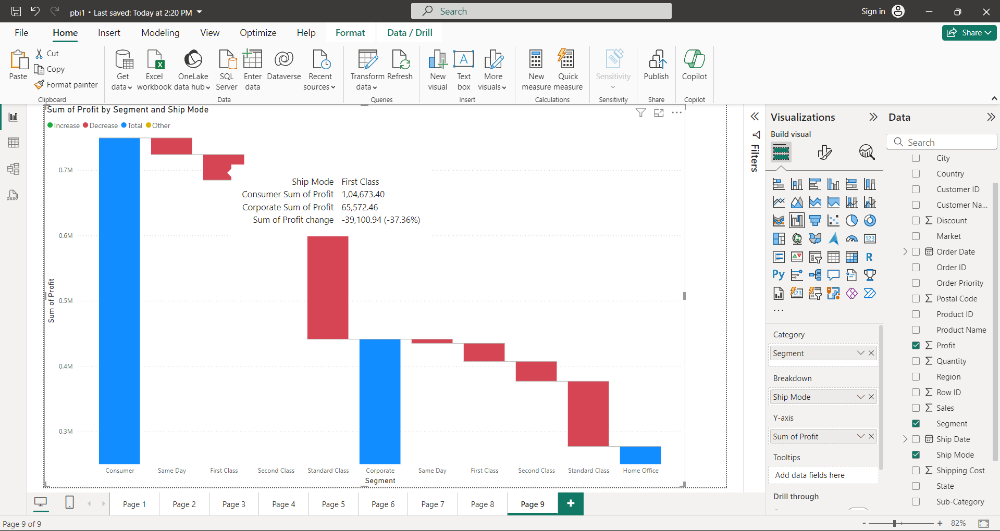 pbi1 • Last saved: Today at 2:20 PM
Search
Sign in
File
Home
Insert
Modeling
View
Optimize
Help
Format
Data / Drill
Share
Paste
Cut
Copy
Format painter
Clipboard
Get data
Excel workbook
OneLake data hub
SQL Server
Enter data
Dataverse
Recent sources
Data
Transform data
Refresh
Queries
New visual
Text box
More visuals
Insert
New measure
Quick measure
Calculations
Sensitivity
Sensitivity
Publish
Share
Copilot
Copilot
Sum of Profit by Segment and Ship Mode
Increase Decrease Total Other
0.7M
0.6M
0.5M
0.4M
0.3M
Sum of Profit
Ship Mode First Class
Consumer Sum of Profit 1,04,673.40
Corporate Sum of Profit 65,572.46
Sum of Profit change -39,100.94 (-37.36%)
Consumer Same Day First Class Second Class Standard Class Corporate Same Day First Class Second Class Standard Class Home Office
Segment
Filters
Visualizations
Build visual
123
R
Py
123
...
Category
Segment
Breakdown
Ship Mode
Y-axis
Sum of Profit
Tooltips
Add data fields here
Drill through
Data
Search
City
Country
Customer ID
Customer Na...
Discount
Market
Order Date
Order ID
Order Priority
Postal Code
Product ID
Product Name
Profit
Quantity
Region
Row ID
Sales
Segment
Ship Date
Ship Mode
Shipping Cost
State
Sub-Category
DAX
Page 1
Page 2
Page 3
Page 4
Page 5
Page 6
Page 7
Page 8
Page 9
+
Page 9 of 9
- + 82%